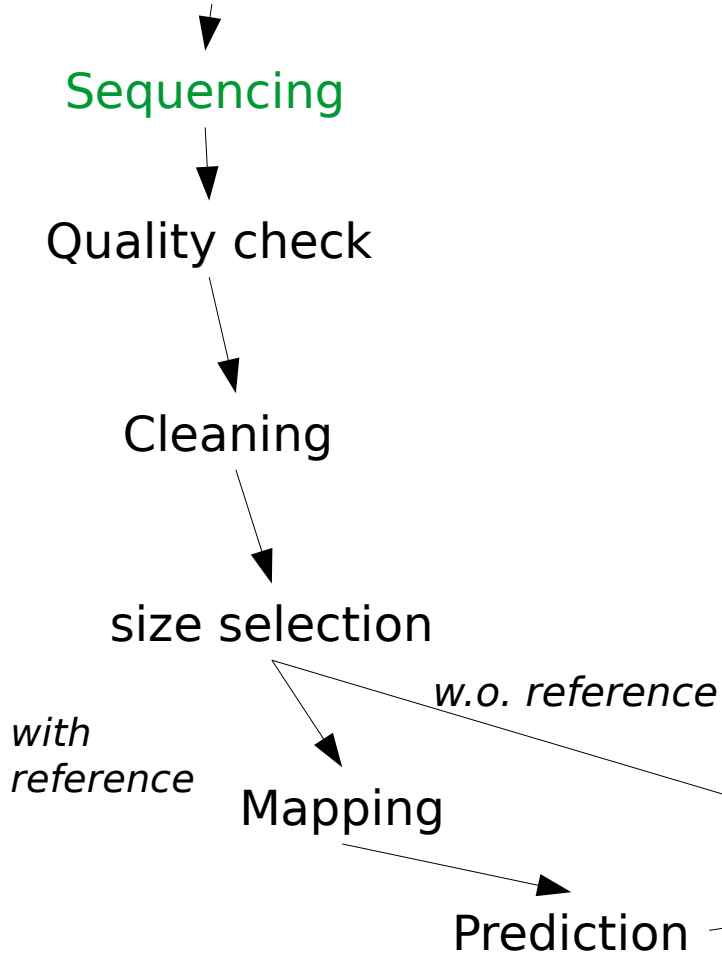 Sequencing
Quality check
Cleaning
size selection
w.o. reference
with
reference
Mapping
Prediction